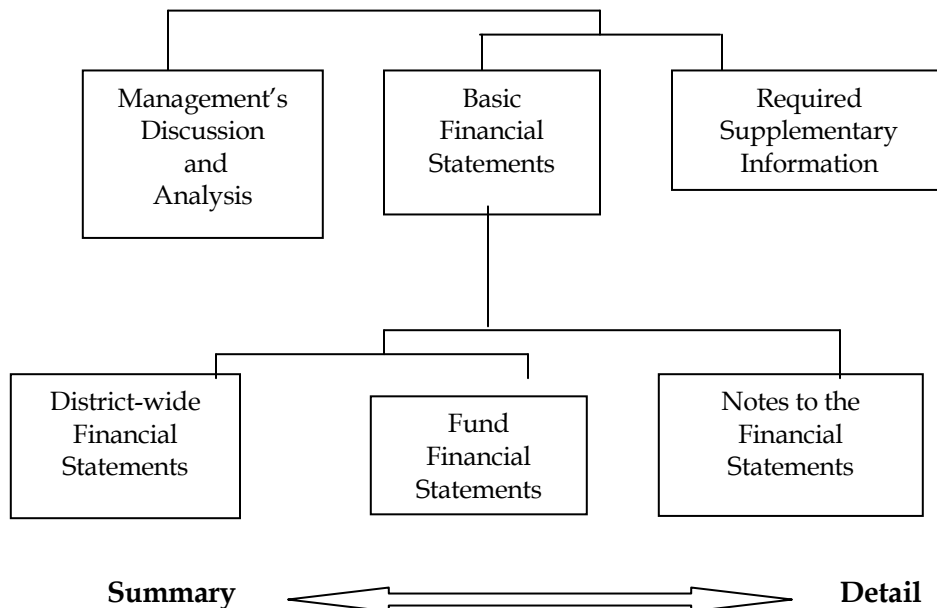 Management’s
Discussion
and
Analysis
Basic
Financial
Statements
Required
Supplementary
Information
District-wide
Financial
Statements
Fund
Financial
Statements
Notes to the
Financial
Statements
Summary
Detail